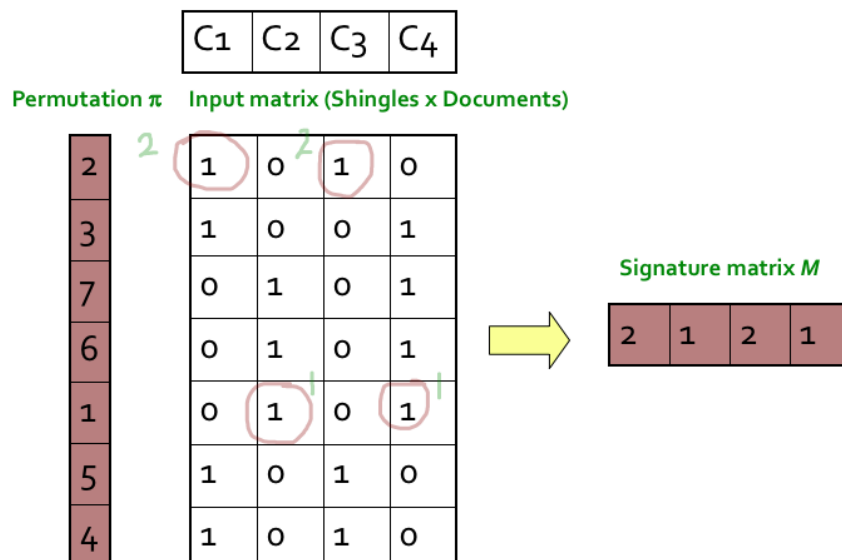 C1 C2 C3 C4
Permutation π Input matrix (Shingles x Documents)
2 2 1 0 2 1 0
3 1 0 0 1
Signature matrix M
7 0 1 0 1
2 1 2 1
6 0 1 0 1
1 0 1 1 0 1 1
5 1 0 1 0
4 1 0 1 0